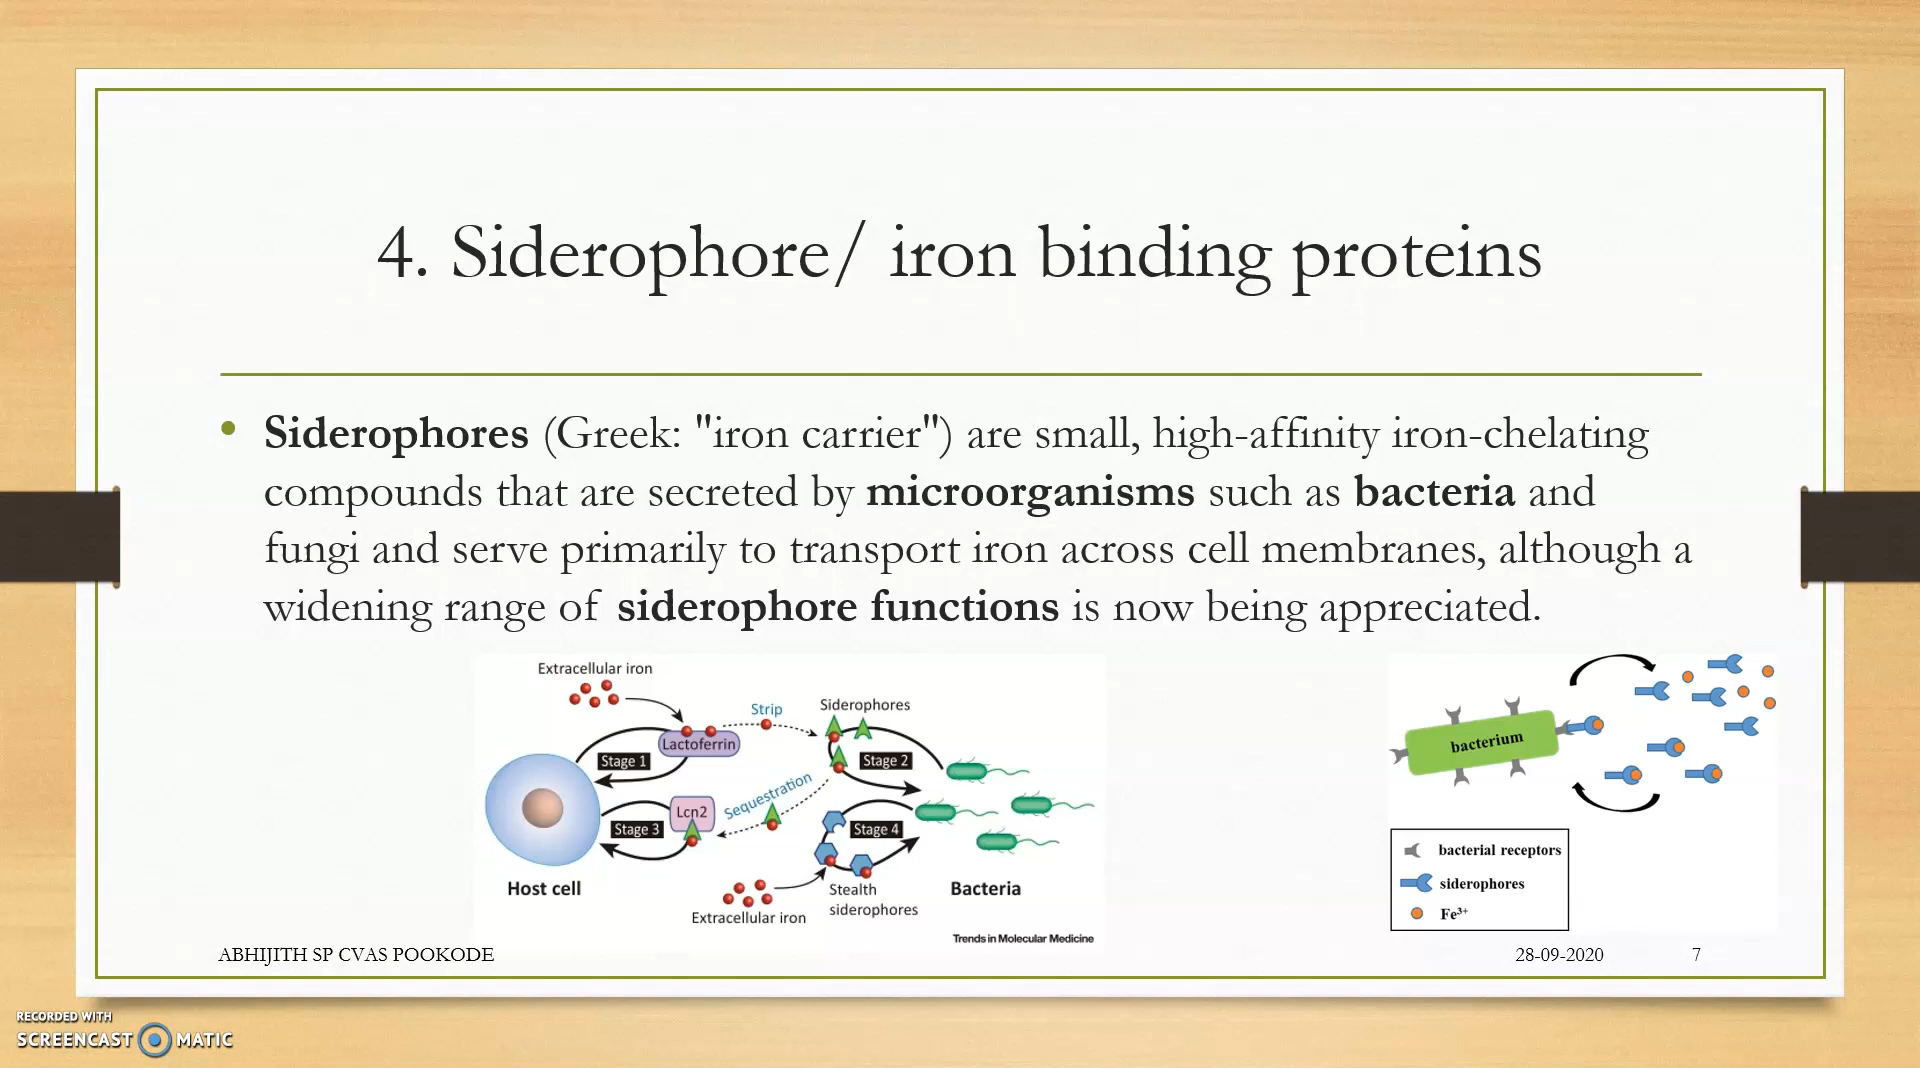 4. Siderophore/ iron binding proteins
• Siderophores (Greek: "iron carrier") are small, high-affinity iron-chelating
compounds that are secreted by microorganisms such as bacteria and
fungi and serve primarily to transport iron across cell membranes, although a
widening range of siderophore functions is now being appreciated.
Extracellular iron
Strip
Siderophores
Lactoferrin
Stage 1
Stage 2
Sequestration
Lcn2
Stage 3
Stage 4
Host cell
Stealth
siderophores
Bacteria
Extracellular iron
Trends in Molecular Medicine
bacterium
bacterial receptors
siderophores
Fe³⁺
ABHIJITH SP CVAS POOKODE
28-09-2020
7
RECORDED WITH
SCREENCAST MATIC